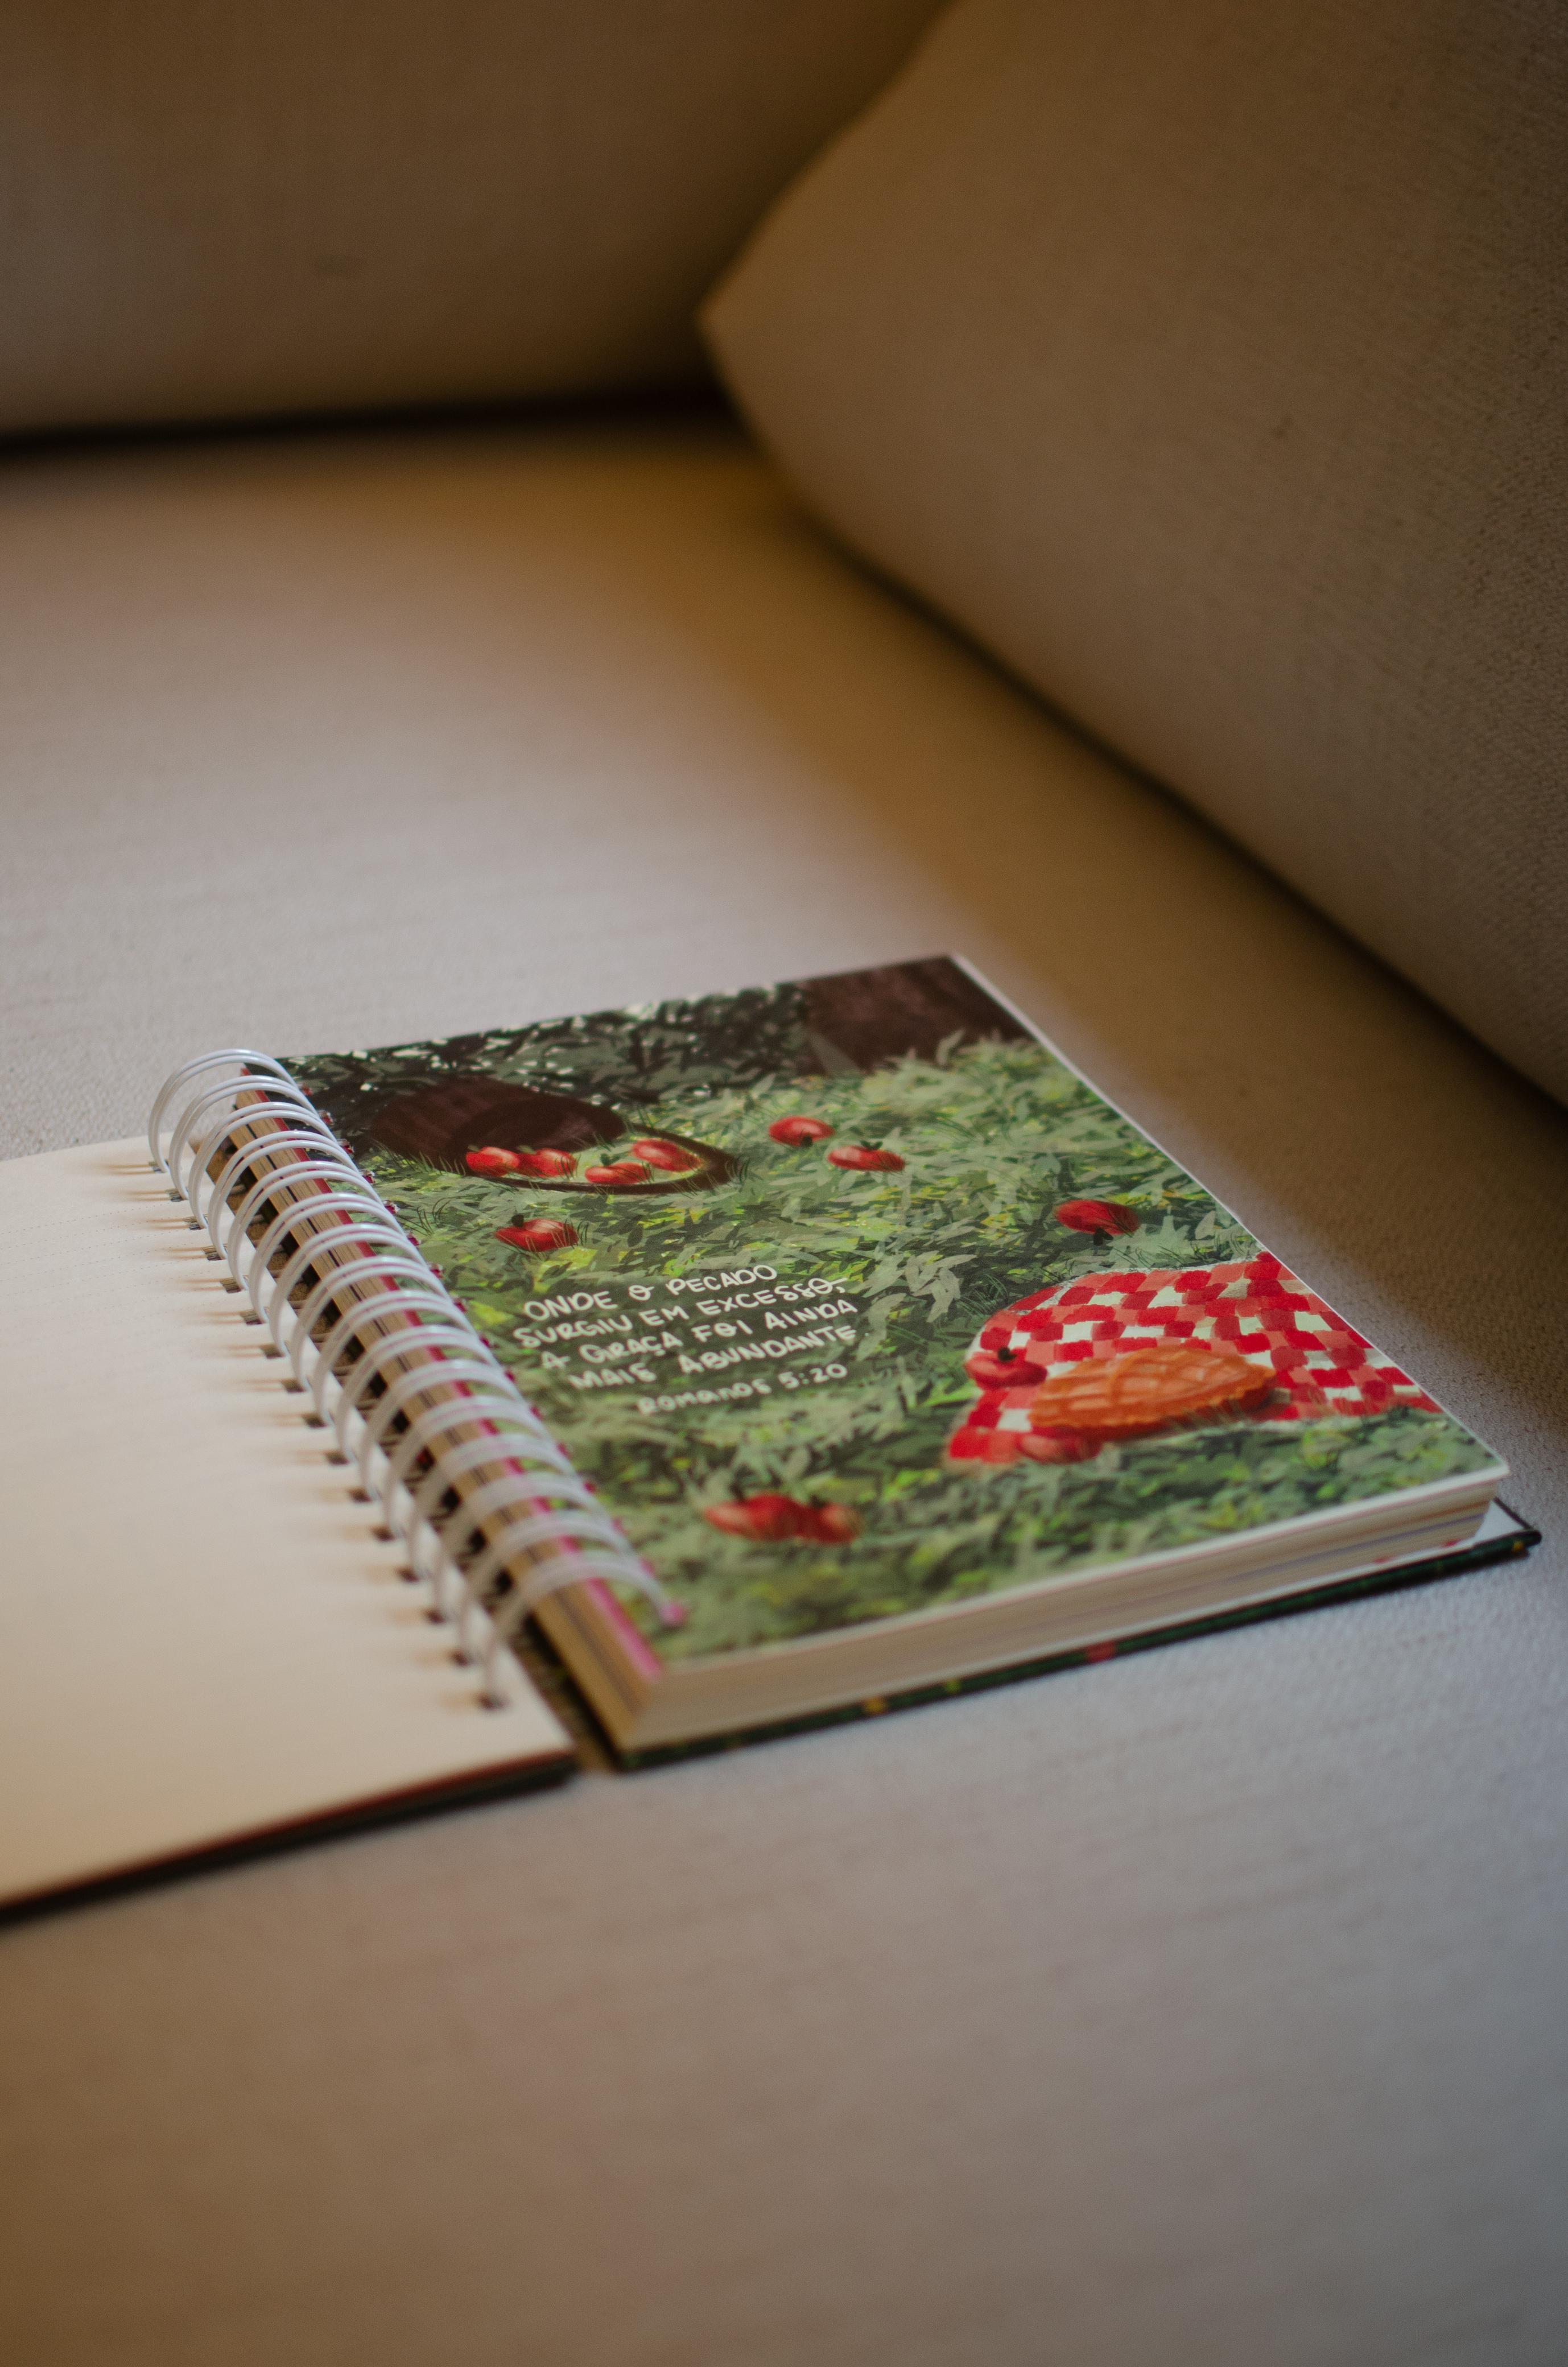 ONDE O PECADO
SURGIU EM EXCESSO,
A GRAÇA FOI AINDA
MAIS ABUNDANTE.
Romanos 5:20